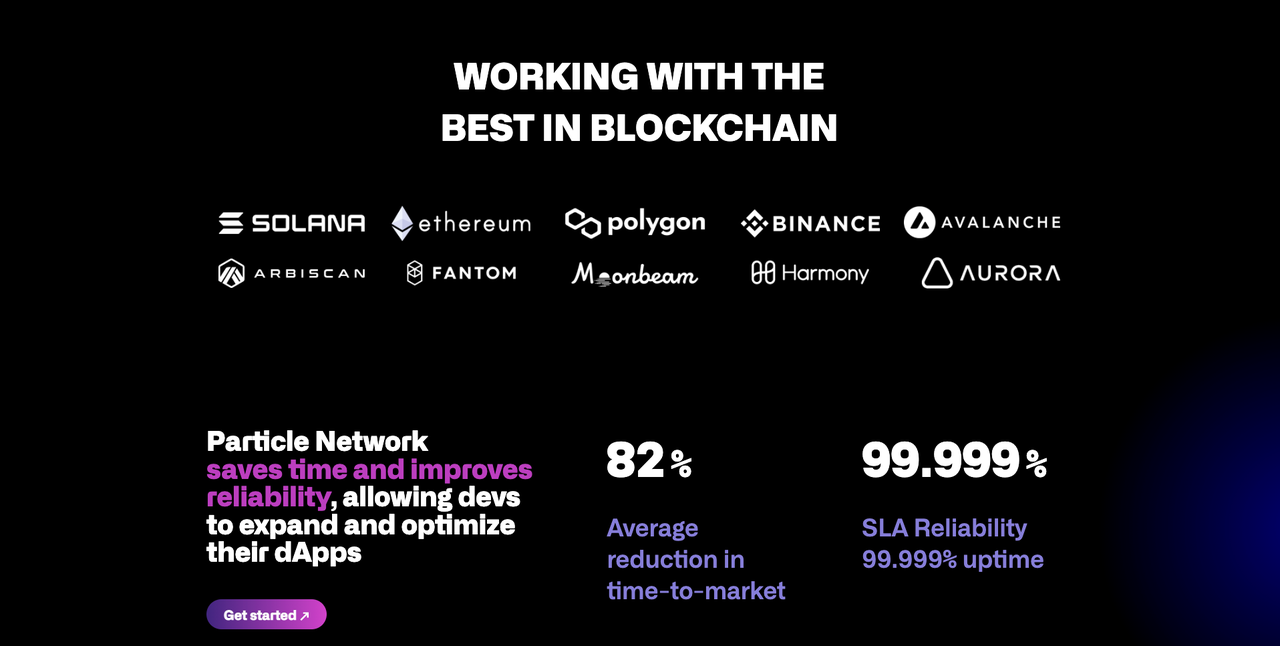 WORKING WITH THE
BEST IN BLOCKCHAIN
SOLANA ethereum polygon BINANCE AVALANCHE
ARBISCAN FANTOM Moonbeam Harmony AURORA
Particle Network
saves time and improves
reliability, allowing devs
to expand and optimize
their dApps
Get started ↗
82 %
Average
reduction in
time-to-market
99.999 %
SLA Reliability
99.999% uptime